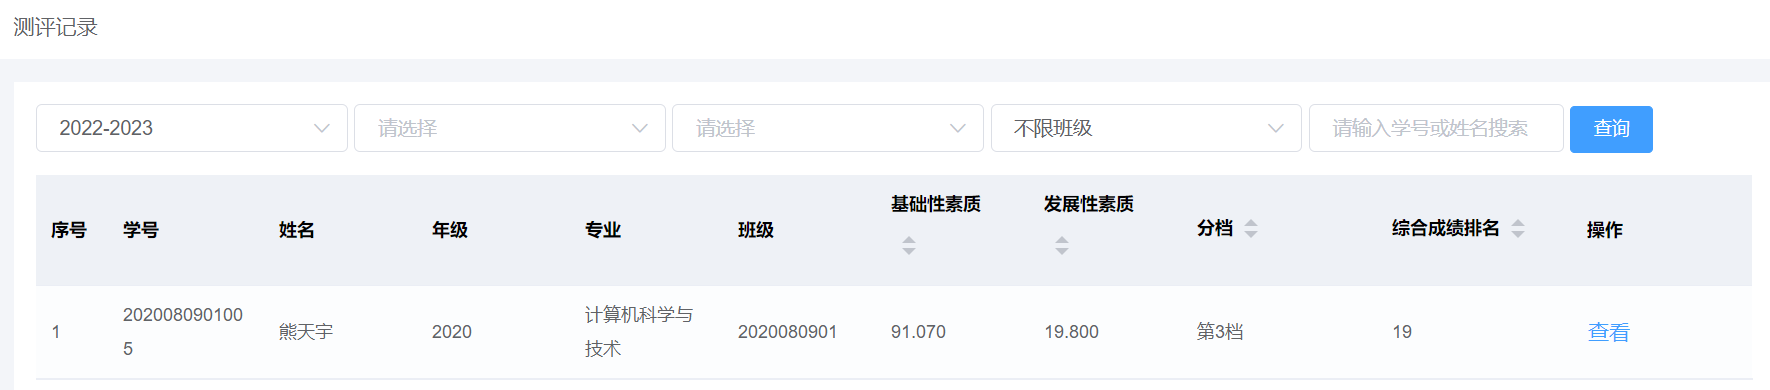 测评记录
2022-2023 请选择 请选择 不限班级 请输入学号或姓名搜索 查询
序号 学号 姓名 年级 专业 班级 基础性素质 发展性素质 分档 综合成绩排名 操作
1 202008090100 熊天宇 2020 计算机科学与 2020080901 91.070 19.800 第3档 19 查看
5 技术